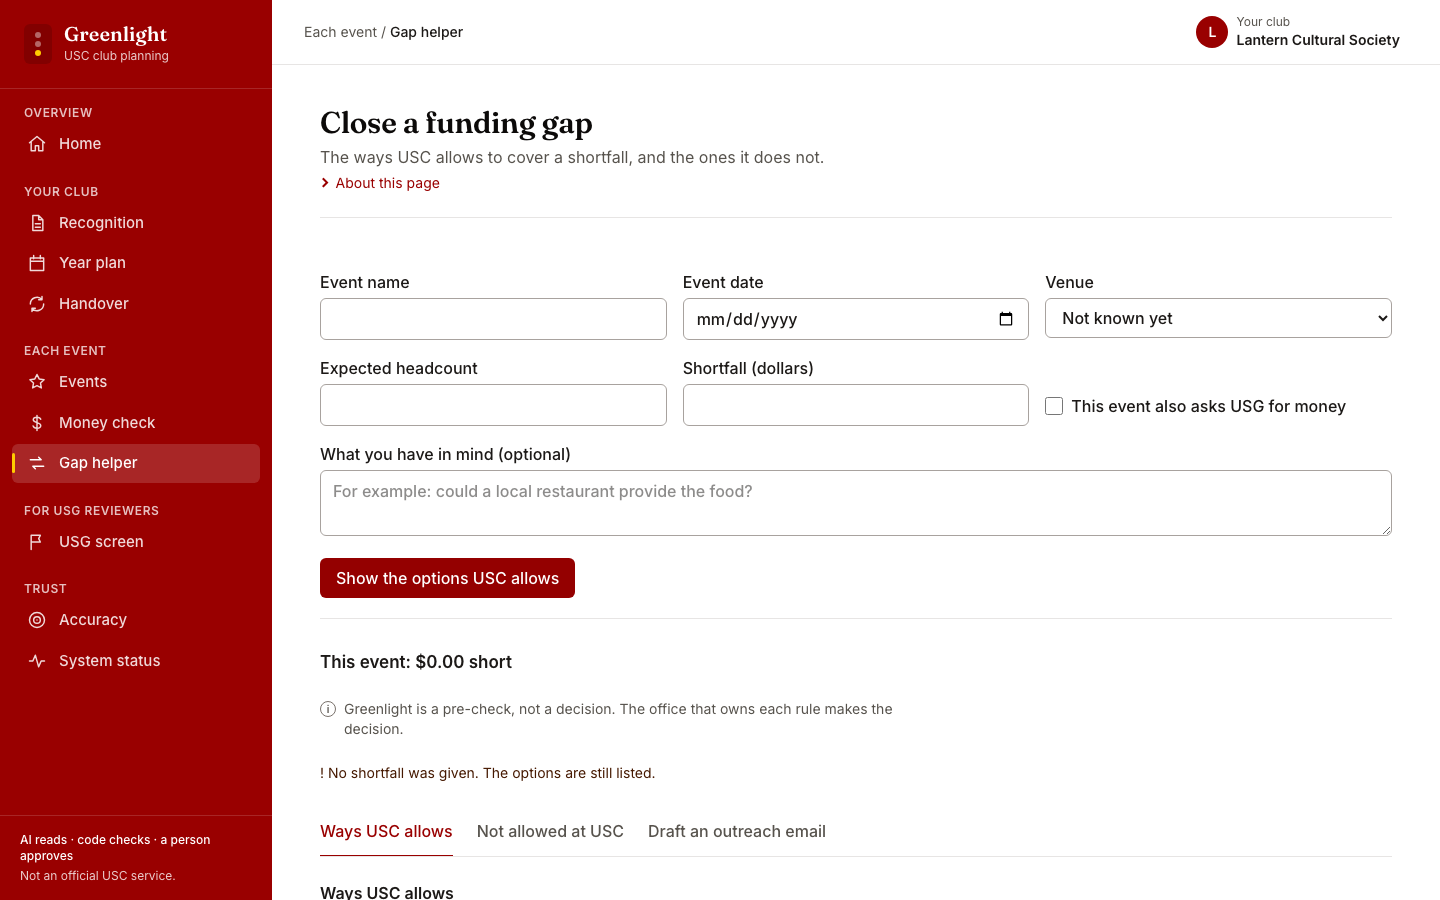 Greenlight
USC club planning
OVERVIEW
Home
YOUR CLUB
Recognition
Year plan
Handover
EACH EVENT
Events
Money check
Gap helper
FOR USG REVIEWERS
USG screen
TRUST
Accuracy
System status
AI reads · code checks · a person
approves
Not an official USC service.
Each event / Gap helper
L
Your club
Lantern Cultural Society
Close a funding gap
The ways USC allows to cover a shortfall, and the ones it does not.
About this page
Event name
Event date
Venue
mm/dd/yyyy
Not known yet
Expected headcount
Shortfall (dollars)
This event also asks USG for money
What you have in mind (optional)
For example: could a local restaurant provide the food?
Show the options USC allows
This event: $0.00 short
Greenlight is a pre-check, not a decision. The office that owns each rule makes the
decision.
! No shortfall was given. The options are still listed.
Ways USC allows
Not allowed at USC
Draft an outreach email
Ways USC allows